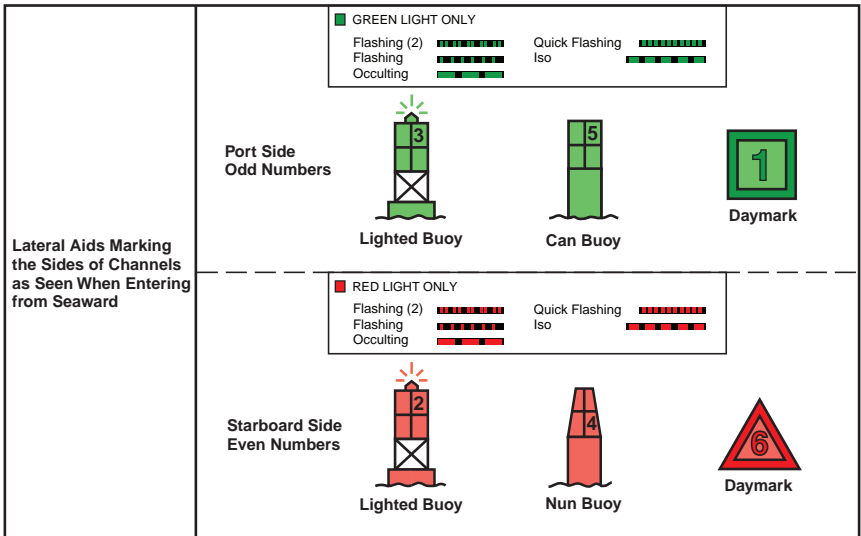 Lateral Aids Marking
the Sides of Channels
as Seen When Entering
from Seaward
GREEN LIGHT ONLY
Flashing (2)
Quick Flashing
Flashing
Iso
Occulting
Port Side
Odd Numbers
3
5
1
Lighted Buoy
Can Buoy
Daymark
RED LIGHT ONLY
Flashing (2)
Quick Flashing
Flashing
Iso
Occulting
Starboard Side
Even Numbers
2
4
6
Lighted Buoy
Nun Buoy
Daymark